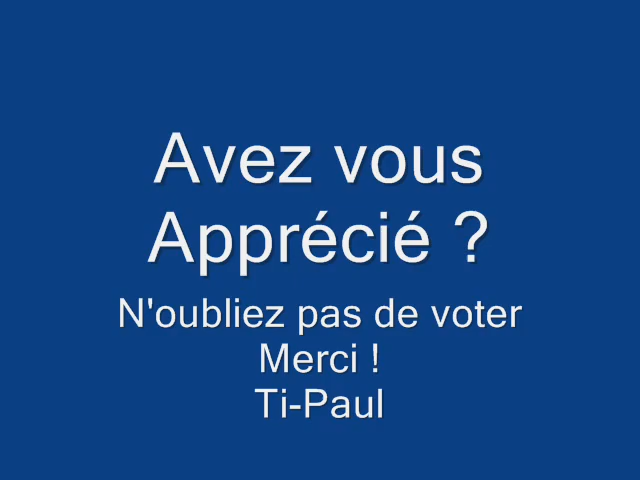 Avez vous
Apprécié ?
N'oubliez pas de voter
Merci !
Ti-Paul